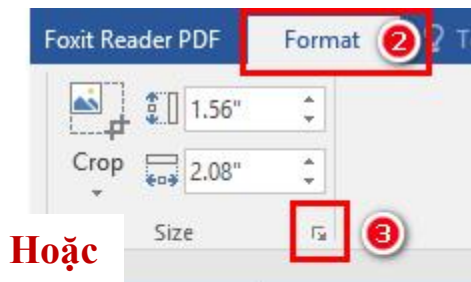 Foxit Reader PDF Format 2 T
1.56"
Crop 2.08"
Size 3
Hoặc